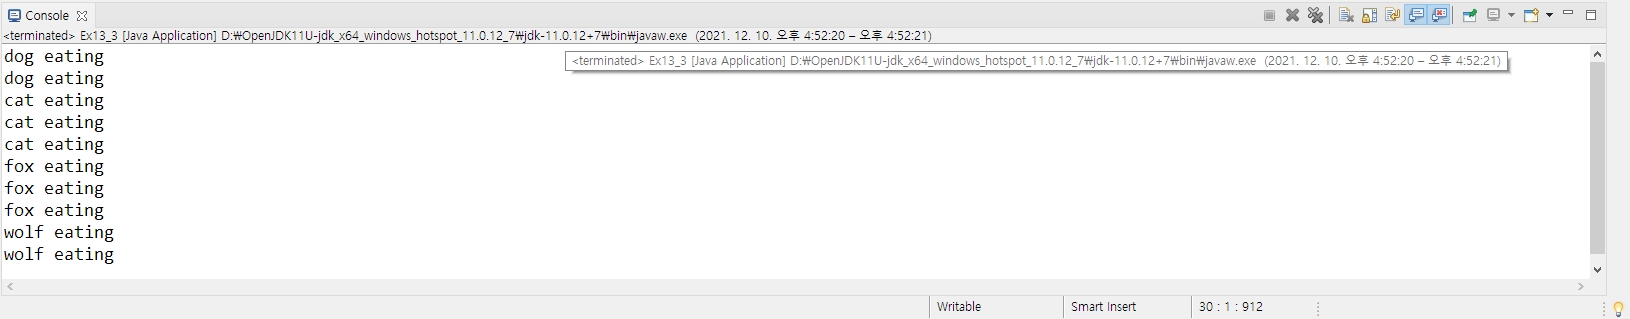 Console
<terminated> Ex13_3 [Java Application] D:₩OpenJDK11U-jdk_x64_windows_hotspot_11.0.12_7₩jdk-11.0.12+7₩bin₩javaw.exe (2021. 12. 10. 오후 4:52:20 – 오후 4:52:21)
dog eating
<terminated> Ex13_3 [Java Application] D:₩OpenJDK11U-jdk_x64_windows_hotspot_11.0.12_7₩jdk-11.0.12+7₩bin₩javaw.exe (2021. 12. 10. 오후 4:52:20 – 오후 4:52:21)
dog eating
cat eating
cat eating
cat eating
fox eating
fox eating
fox eating
wolf eating
wolf eating
Writable Smart Insert 30 : 1 : 912